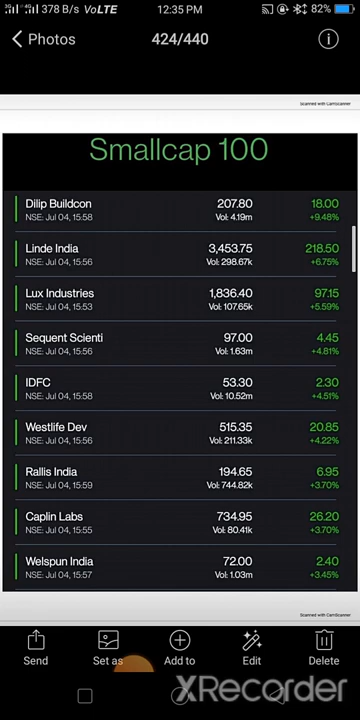 378 B/s VoLTE 12:35 PM 82%
Photos 424/440
Scanned with CamScanner
Smallcap 100
Dilip Buildcon 207.80 18.00
NSE: Jul 04, 15:58 Vol: 4.19m +9.48%
Linde India 3,453.75 218.50
NSE: Jul 04, 15:56 Vol: 298.67k +6.75%
Lux Industries 1,836.40 97.15
NSE: Jul 04, 15:53 Vol: 107.65k +5.59%
Sequent Scienti 97.00 4.45
NSE: Jul 04, 15:56 Vol: 1.63m +4.81%
IDFC 53.30 2.30
NSE: Jul 04, 15:58 Vol: 10.52m +4.51%
Westlife Dev 515.35 20.85
NSE: Jul 04, 15:56 Vol: 211.33k +4.22%
Rallis India 194.65 6.95
NSE: Jul 04, 15:59 Vol: 744.82k +3.70%
Caplin Labs 734.95 26.20
NSE: Jul 04, 15:55 Vol: 80.41k +3.70%
Welspun India 72.00 2.40
NSE: Jul 04, 15:57 Vol: 1.03m +3.45%
Scanned with CamScanner
Send Set as Add to Edit Delete
XRecorder